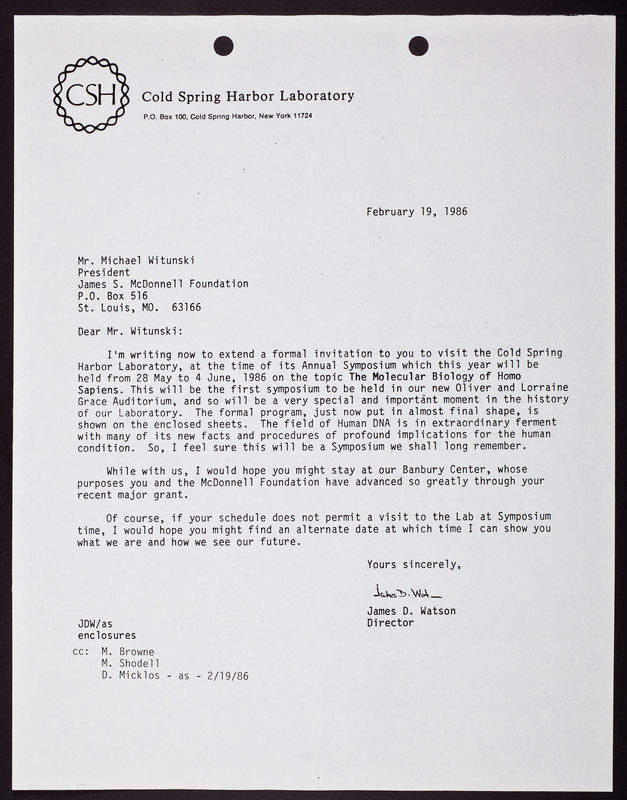 CSH
Cold Spring Harbor Laboratory
P.O. Box 100, Cold Spring Harbor, New York 11724
February 19, 1986
Mr. Michael Witunski
President
James S. McDonnell Foundation
P.O. Box 516
St. Louis, MO.  63166
Dear Mr. Witunski:
I'm writing now to extend a formal invitation to you to visit the Cold Spring
Harbor Laboratory, at the time of its Annual Symposium which this year will be
held from 28 May to 4 June, 1986 on the topic The Molecular Biology of Homo
Sapiens. This will be the first symposium to be held in our new Oliver and Lorraine
Grace Auditorium, and so will be a very special and important moment in the history
of our Laboratory.  The formal program, just now put in almost final shape, is
shown on the enclosed sheets.  The field of Human DNA is in extraordinary ferment
with many of its new facts and procedures of profound implications for the human
condition.  So, I feel sure this will be a Symposium we shall long remember.
While with us, I would hope you might stay at our Banbury Center, whose
purposes you and the McDonnell Foundation have advanced so greatly through your
recent major grant.
Of course, if your schedule does not permit a visit to the Lab at Symposium
time, I would hope you might find an alternate date at which time I can show you
what we are and how we see our future.
Yours sincerely,
James D. Wat
James D. Watson
Director
JDW/as
enclosures
cc:  M. Browne
M. Shodell
D. Micklos - as - 2/19/86